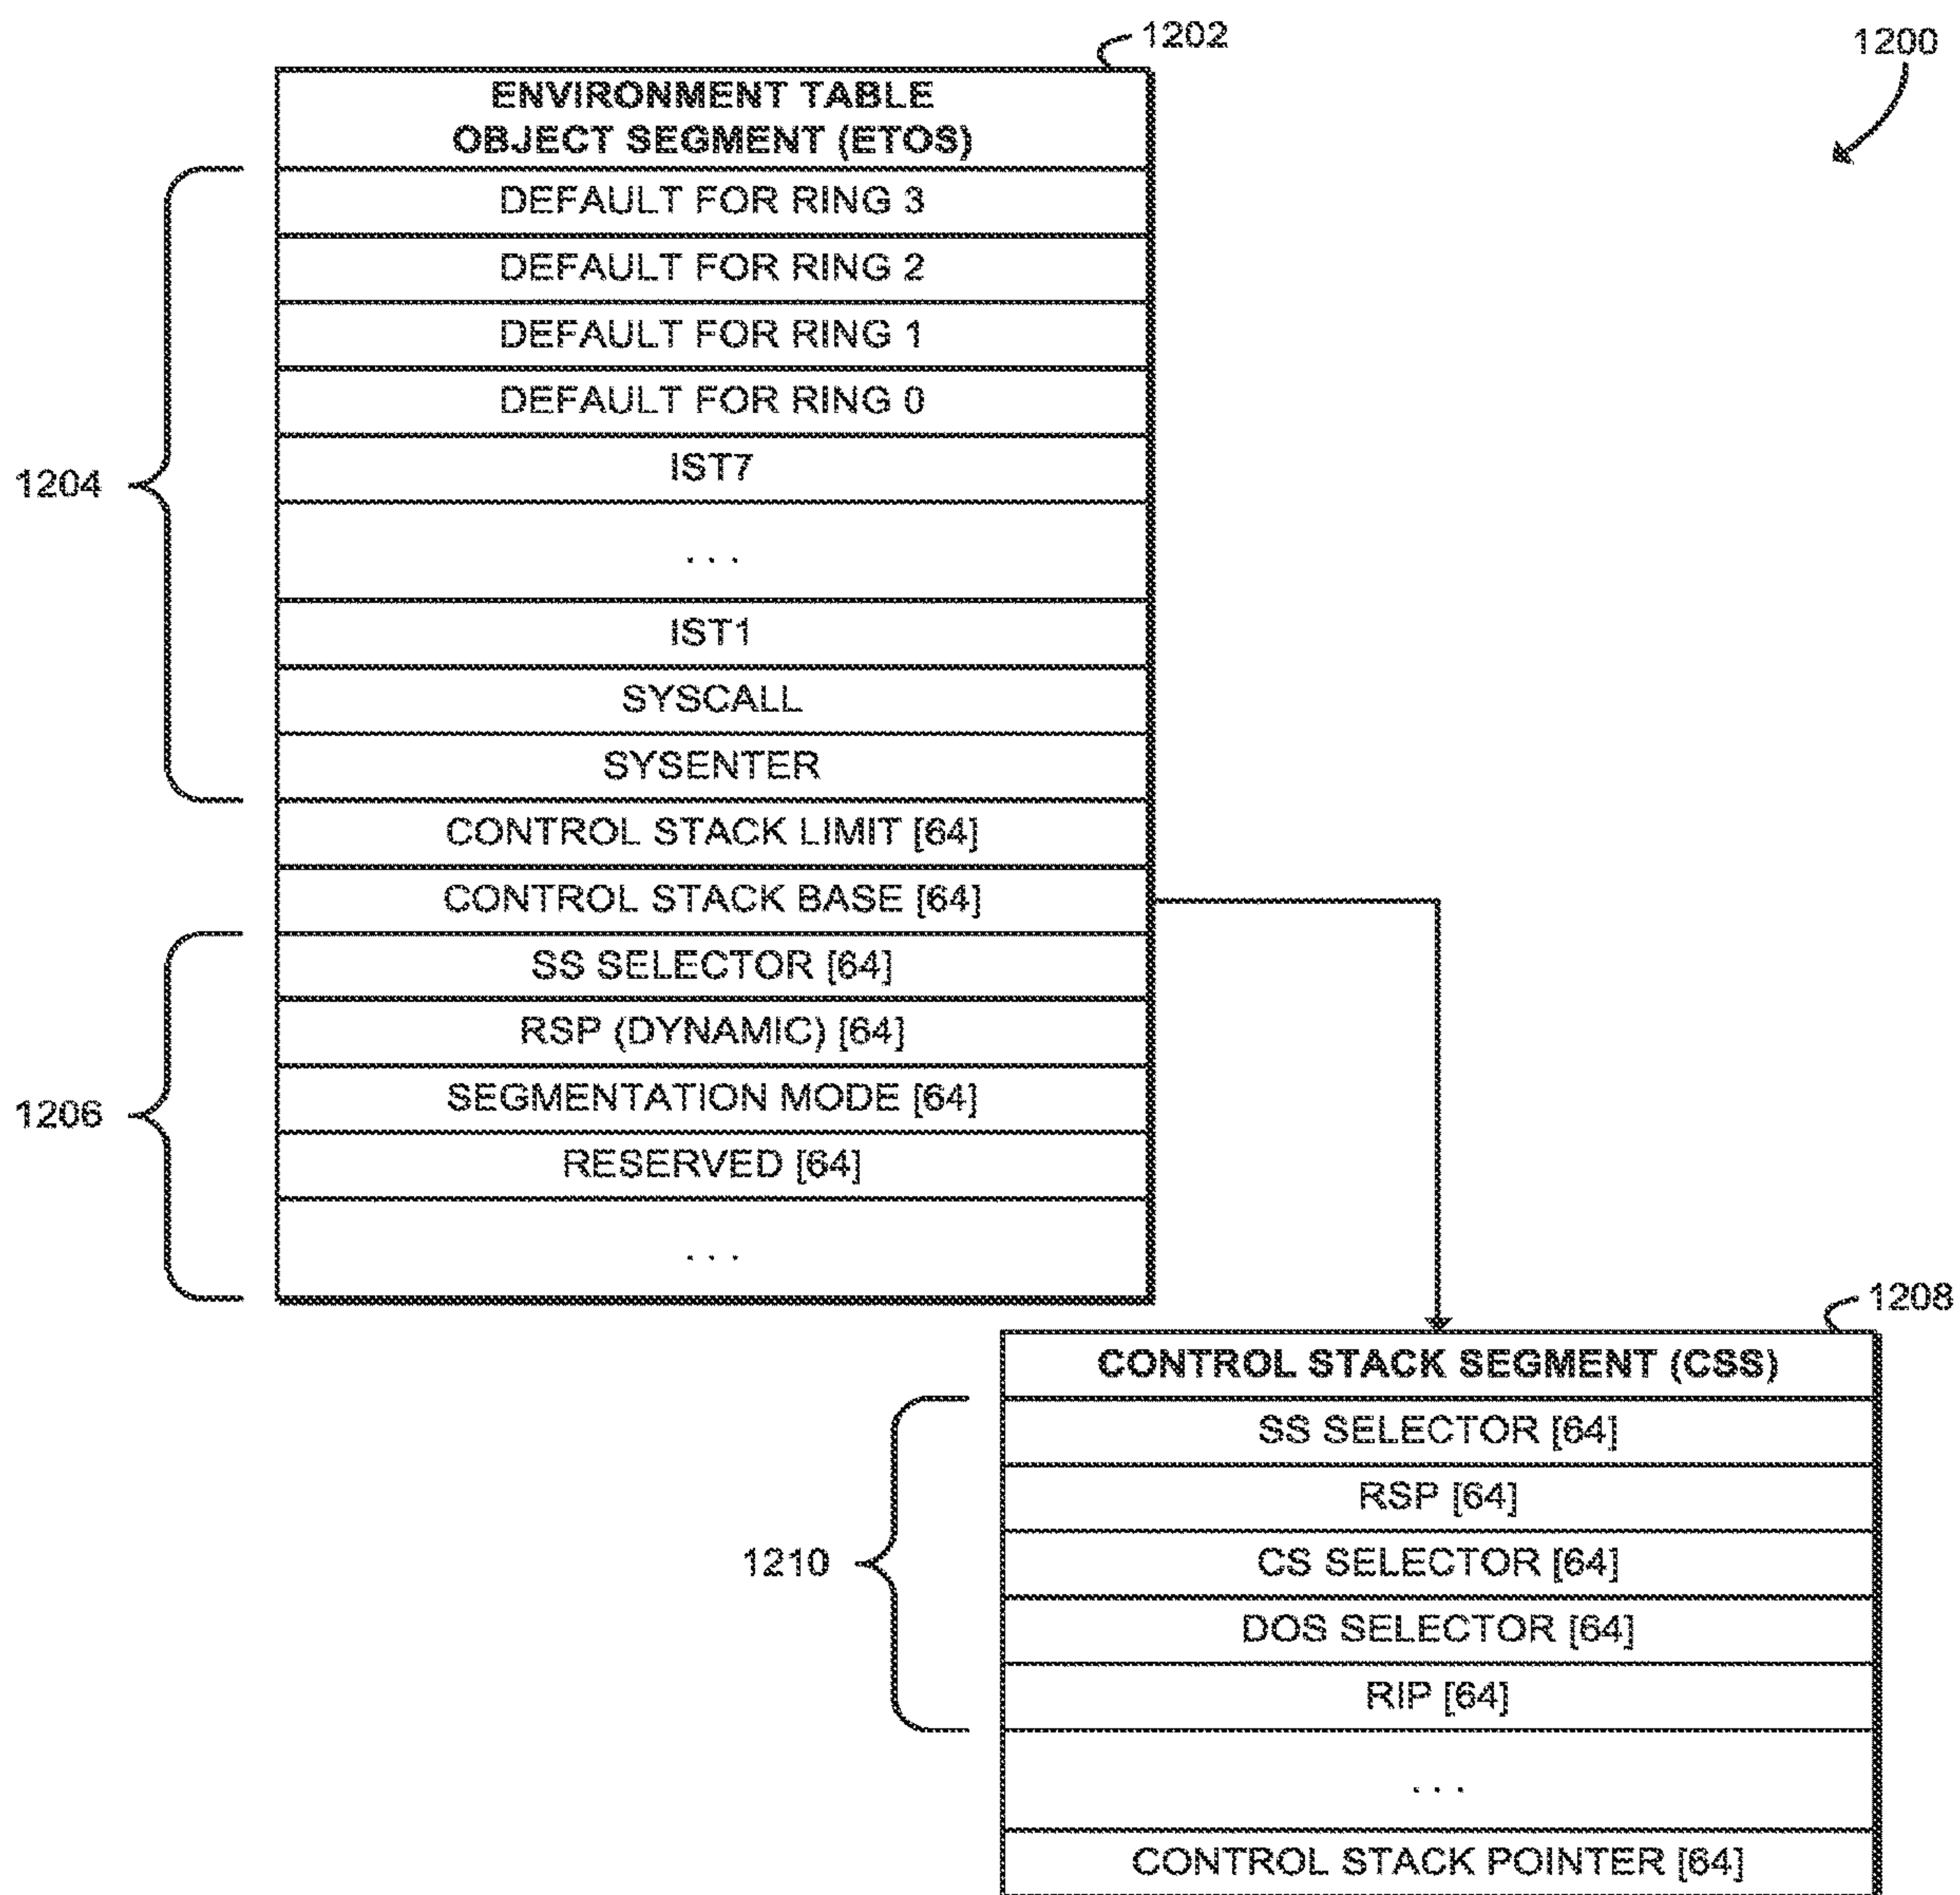 1202
1200
ENVIRONMENT TABLE
OBJECT SEGMENT (ETOS)
DEFAULT FOR RING 3
DEFAULT FOR RING 2
DEFAULT FOR RING 1
DEFAULT FOR RING 0
1204
IST7
. . .
IST1
SYSCALL
SYSENTER
CONTROL STACK LIMIT [64]
CONTROL STACK BASE [64]
SS SELECTOR [64]
RSP (DYNAMIC) [64]
SEGMENTATION MODE [64]
1206
RESERVED [64]
. . .
1208
CONTROL STACK SEGMENT (CSS)
SS SELECTOR [64]
RSP [64]
1210
CS SELECTOR [64]
DOS SELECTOR [64]
RIP [64]
. . .
CONTROL STACK POINTER [64]